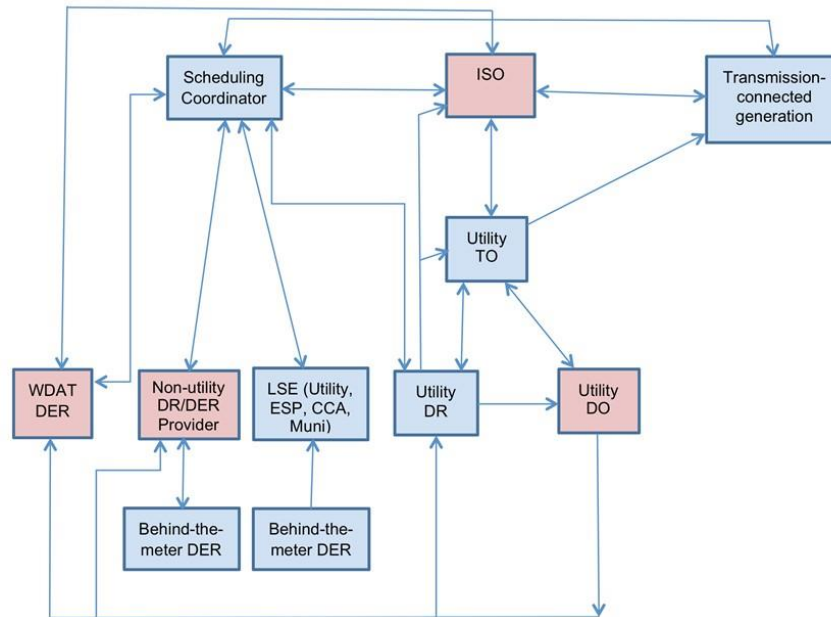 Scheduling
Coordinator
ISO
Transmission-
connected
generation
Utility
TO
WDAT
DER
Non-utility
DR/DER
Provider
LSE (Utility,
ESP, CCA,
Muni)
Utility
DR
Utility
DO
Behind-the-
meter DER
Behind-the-
meter DER